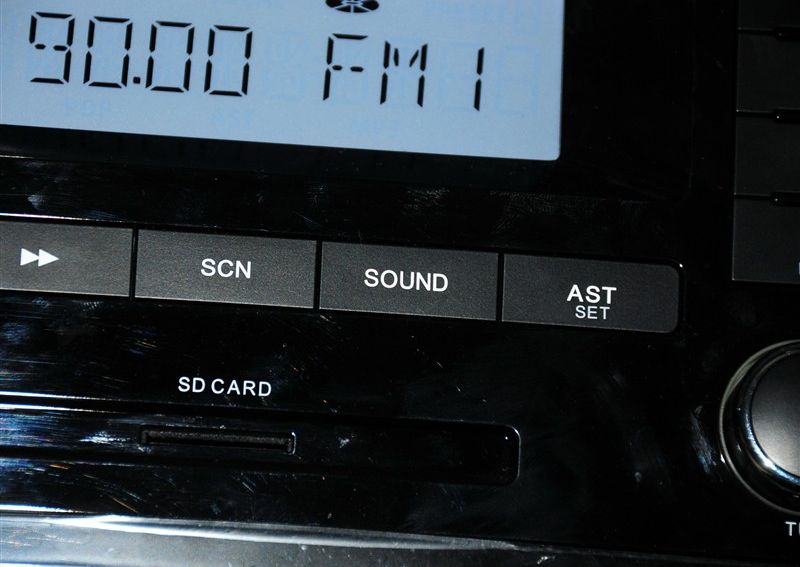 90.00 FM1
SCN
SOUND
AST
SET
SD CARD